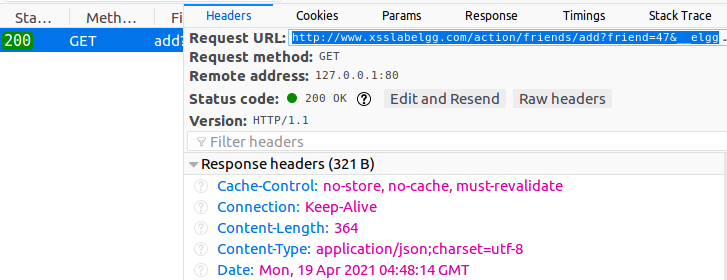 Sta... Meth... Fi Headers Cookies Params Response Timings Stack Trace
200 GET add? Request URL: http://www.xsslabelgg.com/action/friends/add?friend=47&__elgg
Request method: GET
Remote address: 127.0.0.1:80
Status code: 200 OK Edit and Resend Raw headers
Version: HTTP/1.1
Filter headers
Response headers (321 B)
Cache-Control: no-store, no-cache, must-revalidate
Connection: Keep-Alive
Content-Length: 364
Content-Type: application/json;charset=utf-8
Date: Mon, 19 Apr 2021 04:48:14 GMT